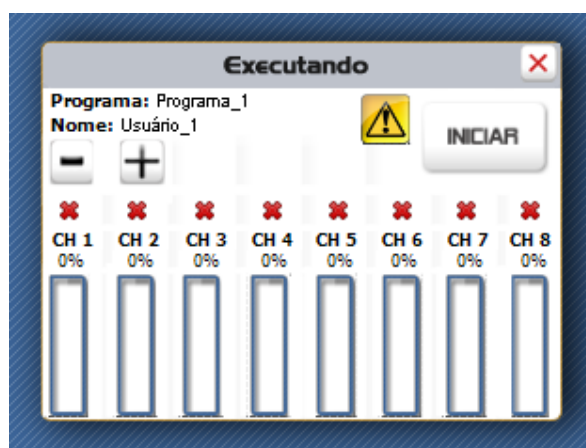 Executando
Programa: Programa_1
Nome: Usuário_1
INICIAR
CH 1 CH 2 CH 3 CH 4 CH 5 CH 6 CH 7 CH 8
0% 0% 0% 0% 0% 0% 0% 0%